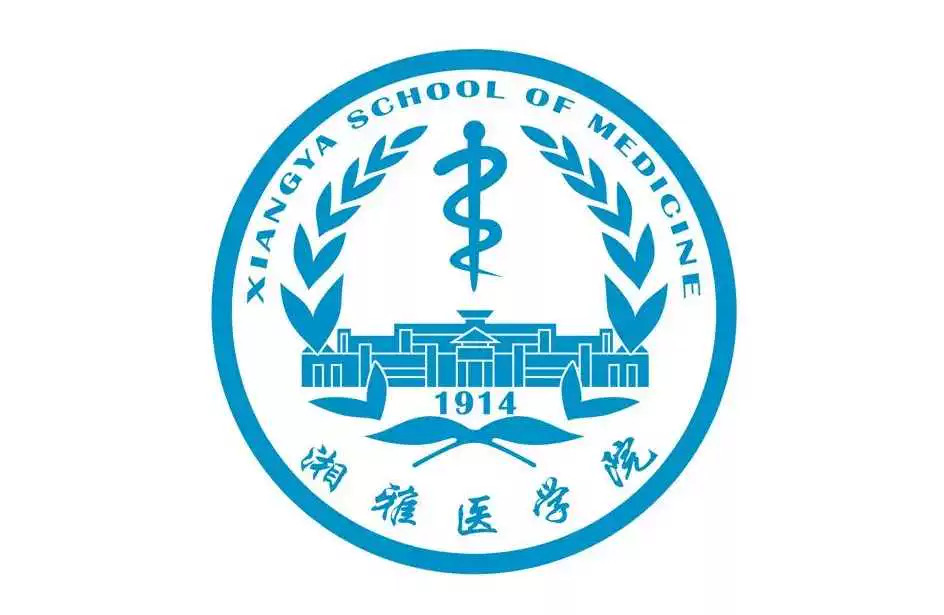 XIANGYA SCHOOL OF MEDICINE
1914
湘雅医学院